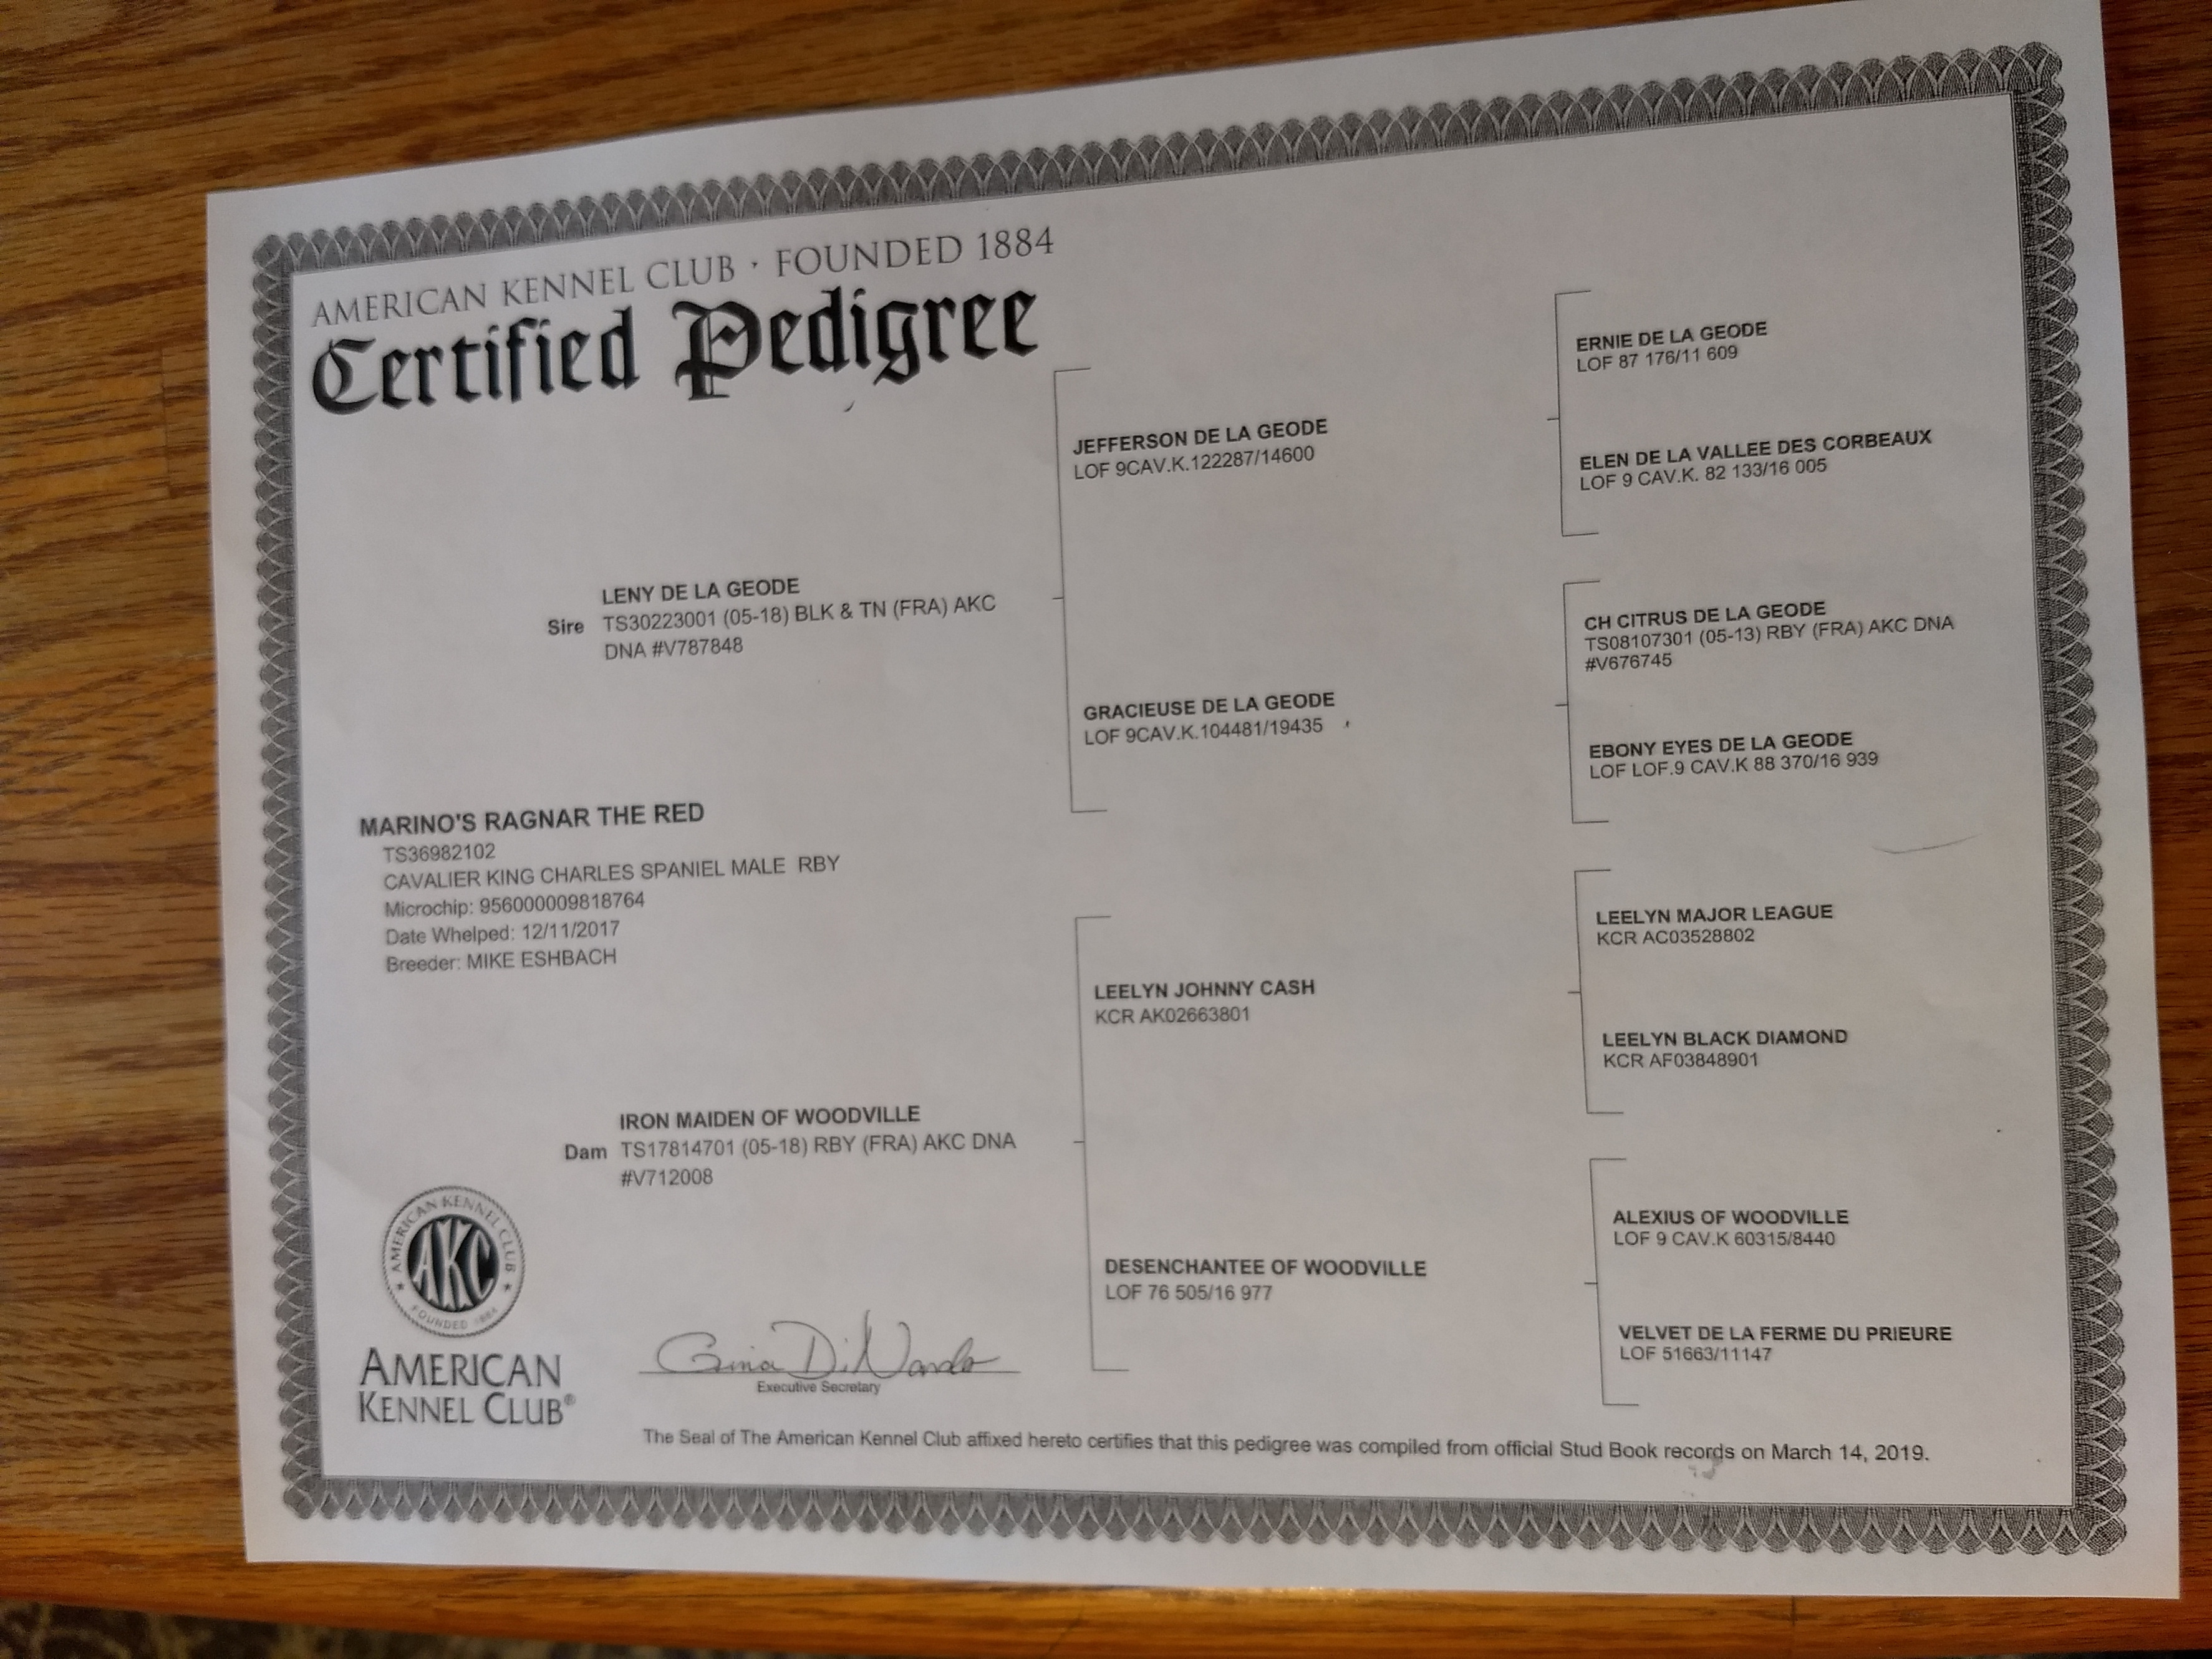 AMERICAN KENNEL CLUB · FOUNDED 1884
Certified Pedigree
ERNIE DE LA GEODE
LOF 87 176/11 609
JEFFERSON DE LA GEODE
LOF 9CAV.K.122287/14600
ELEN DE LA VALLEE DES CORBEAUX
LOF 9 CAV.K. 82 133/16 005
LENY DE LA GEODE
Sire TS30223001 (05-18) BLK & TN (FRA) AKC
DNA #V787848
CH CITRUS DE LA GEODE
TS08107301 (05-13) RBY (FRA) AKC DNA
#V676745
GRACIEUSE DE LA GEODE
LOF 9CAV.K.104481/19435
EBONY EYES DE LA GEODE
LOF LOF.9 CAV.K 88 370/16 939
MARINO'S RAGNAR THE RED
TS36982102
CAVALIER KING CHARLES SPANIEL MALE RBY
Microchip: 956000009818764
Date Whelped: 12/11/2017
Breeder: MIKE ESHBACH
LEELYN MAJOR LEAGUE
KCR AC03528802
LEELYN JOHNNY CASH
KCR AK02663801
LEELYN BLACK DIAMOND
KCR AF03848901
IRON MAIDEN OF WOODVILLE
Dam TS17814701 (05-18) RBY (FRA) AKC DNA
#V712008
ALEXIUS OF WOODVILLE
LOF 9 CAV.K 60315/8440
DESENCHANTEE OF WOODVILLE
LOF 76 505/16 977
VELVET DE LA FERME DU PRIEURE
LOF 51663/11147
AMERICAN KENNEL CLUB
AKC
FOUNDED 1884
AMERICAN
KENNEL CLUB®
Gina DiNardo
Executive Secretary
The Seal of The American Kennel Club affixed hereto certifies that this pedigree was compiled from official Stud Book records on March 14, 2019.